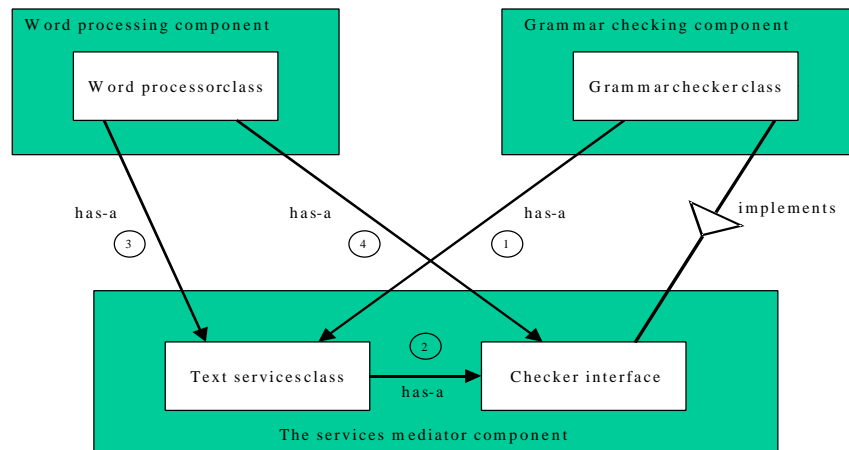 Word processing component
Grammar checking component
Word processorclass
Grammarcheckerclass
has-a
has-a
has-a
implements
3
4
1
2
Text servicesclass
has-a
Checker interface
The services mediator component